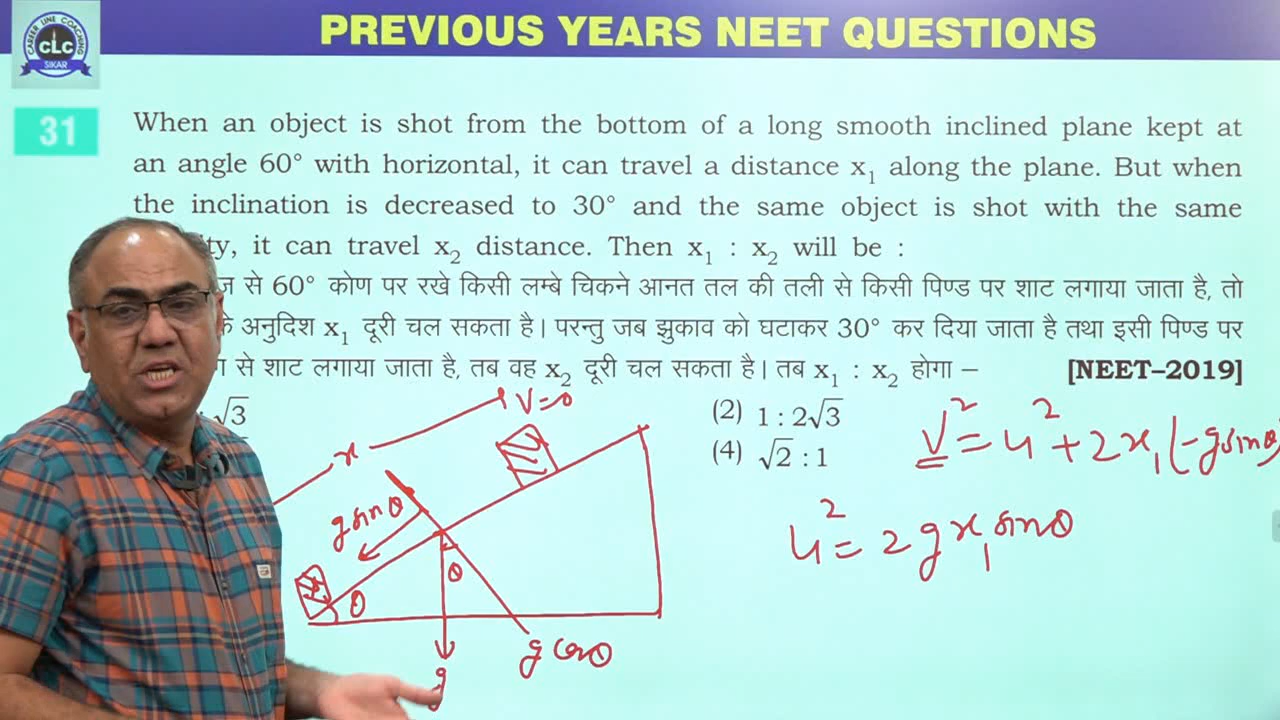 PREVIOUS YEARS NEET QUESTIONS
CAREER LINE COACHING
CLC
SIKAR
31
When an object is shot from the bottom of a long smooth inclined plane kept at
an angle 60° with horizontal, it can travel a distance x₁ along the plane. But when
the inclination is decreased to 30° and the same object is shot with the same
ty, it can travel x₂ distance. Then x₁ : x₂ will be :
से 60° कोण पर रखे किसी लम्बे चिकने आनत तल की तली से किसी पिण्ड पर शाट लगाया जाता है, तो
अनुदिश x₁ दूरी चल सकता है। परन्तु जब झुकाव को घटाकर 30° कर दिया जाता है तथा इसी पिण्ड पर
से शाट लगाया जाता है, तब वह x₂ दूरी चल सकता है। तब x₁ : x₂ होगा –
[NEET–2019]
: √3
(2) 1 : 2√3
(4) √2 : 1
V=0
x
g sinθ
θ
θ
g cosθ
g
V² = u² + 2x₁(-g sinθ)
u² = 2gx₁ sinθ